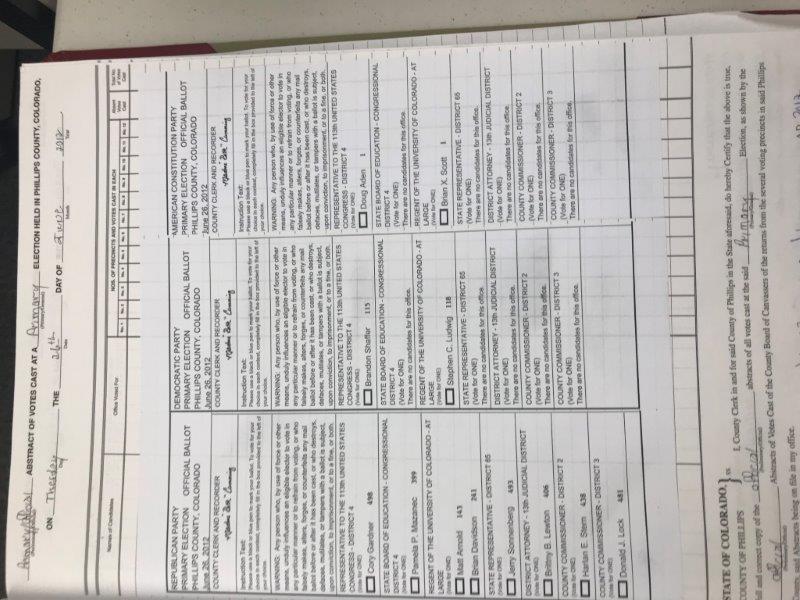 ABSTRACT OF VOTES CAST AT A Primary ELECTION HELD IN PHILLIPS COUNTY, COLORADO,
ON THE 26th DAY OF 2012
Names of Candidates
Office Voted For
NOS. OF PRECINCTS AND VOTES CAST IN EACH
REPUBLICAN PARTY
PRIMARY ELECTION OFFICIAL BALLOT
PHILLIPS COUNTY, COLORADO
June 26, 2012
COUNTY CLERK AND RECORDER
Instruction Text:
Please use a black or blue pen to mark your ballot. To vote for your
choice in each contest, completely fill in the box provided to the left of
your choice.
WARNING: Any person who, by use of force or other
means, unduly influences an eligible elector to vote in
any particular manner or to refrain from voting, or who
falsely makes, alters, forges, or counterfeits any mail
ballot before or after it has been cast, or who destroys,
defaces, mutilates, or tampers with a ballot is subject,
upon conviction, to imprisonment, or to a fine, or both.
REPRESENTATIVE TO THE 113th UNITED STATES
CONGRESS - DISTRICT 4
(Vote for ONE)
Cory Gardner 498
STATE BOARD OF EDUCATION - CONGRESSIONAL
DISTRICT 4
(Vote for ONE)
Pamela P. Mazanec 399
REGENT OF THE UNIVERSITY OF COLORADO - AT
LARGE
(Vote for ONE)
Matt Arnold 143
Brian Davidson 241
STATE REPRESENTATIVE - DISTRICT 65
(Vote for ONE)
Jerry Sonnenberg 493
DISTRICT ATTORNEY - 13th JUDICIAL DISTRICT
(Vote for ONE)
Brittny B. Lewton 406
COUNTY COMMISSIONER - DISTRICT 2
(Vote for ONE)
Harlan E. Stern 438
COUNTY COMMISSIONER - DISTRICT 3
(Vote for ONE)
Donald J. Lock 481
DEMOCRATIC PARTY
PRIMARY ELECTION OFFICIAL BALLOT
PHILLIPS COUNTY, COLORADO
June 26, 2012
COUNTY CLERK AND RECORDER
Instruction Text:
Please use a black or blue pen to mark your ballot. To vote for your
choice in each contest, completely fill in the box provided to the left of
your choice.
WARNING: Any person who, by use of force or other
means, unduly influences an eligible elector to vote in
any particular manner or to refrain from voting, or who
falsely makes, alters, forges, or counterfeits any mail
ballot before or after it has been cast, or who destroys,
defaces, mutilates, or tampers with a ballot is subject,
upon conviction, to imprisonment, or to a fine, or both.
REPRESENTATIVE TO THE 113th UNITED STATES
CONGRESS - DISTRICT 4
(Vote for ONE)
Brandon Shaffer 115
STATE BOARD OF EDUCATION - CONGRESSIONAL
DISTRICT 4
(Vote for ONE)
There are no candidates for this office.
REGENT OF THE UNIVERSITY OF COLORADO - AT
LARGE
(Vote for ONE)
Stephen C. Ludwig 118
STATE REPRESENTATIVE - DISTRICT 65
(Vote for ONE)
There are no candidates for this office.
DISTRICT ATTORNEY - 13th JUDICIAL DISTRICT
(Vote for ONE)
There are no candidates for this office.
COUNTY COMMISSIONER - DISTRICT 2
(Vote for ONE)
There are no candidates for this office.
COUNTY COMMISSIONER - DISTRICT 3
(Vote for ONE)
There are no candidates for this office.
AMERICAN CONSTITUTION PARTY
PRIMARY ELECTION OFFICIAL BALLOT
PHILLIPS COUNTY, COLORADO
June 26, 2012
COUNTY CLERK AND RECORDER
Instruction Text:
Please use a black or blue pen to mark your ballot. To vote for your
choice in each contest, completely fill in the box provided to the left of
your choice.
WARNING: Any person who, by use of force or other
means, unduly influences an eligible elector to vote in
any particular manner or to refrain from voting, or who
falsely makes, alters, forges, or counterfeits any mail
ballot before or after it has been cast, or who destroys,
defaces, mutilates, or tampers with a ballot is subject,
upon conviction, to imprisonment, or to a fine, or both.
REPRESENTATIVE TO THE 113th UNITED STATES
CONGRESS - DISTRICT 4
(Vote for ONE)
Doug Aden 1
STATE BOARD OF EDUCATION - CONGRESSIONAL
DISTRICT 4
(Vote for ONE)
There are no candidates for this office.
REGENT OF THE UNIVERSITY OF COLORADO - AT
LARGE
(Vote for ONE)
Brian X. Scott 1
STATE REPRESENTATIVE - DISTRICT 65
(Vote for ONE)
There are no candidates for this office.
DISTRICT ATTORNEY - 13th JUDICIAL DISTRICT
(Vote for ONE)
There are no candidates for this office.
COUNTY COMMISSIONER - DISTRICT 2
(Vote for ONE)
There are no candidates for this office.
COUNTY COMMISSIONER - DISTRICT 3
(Vote for ONE)
There are no candidates for this office.
STATE OF COLORADO, } ss
COUNTY OF PHILLIPS
I, County Clerk in and for said County of Phillips in the State aforesaid, do hereby Certify that the above is true,
full and correct copy of the official abstracts of all votes cast at the said Primary Election, as shown by the
Abstracts of Votes Cast of the County Board of Canvassers of the returns from the several voting precincts in said Phillips
County, said Abstracts being on file in my office.